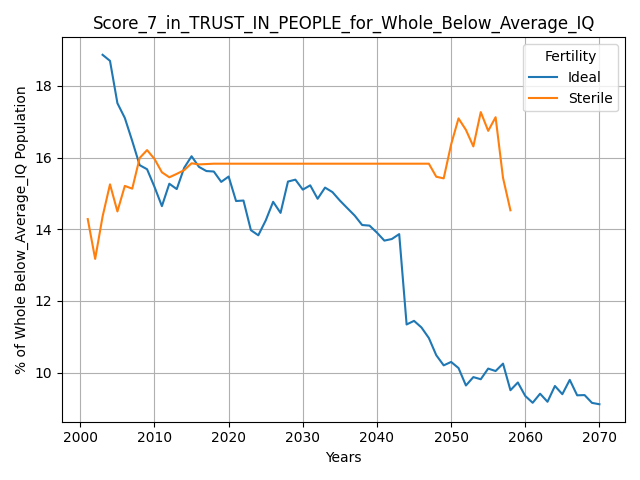 Score_7_in_TRUST_IN_PEOPLE_for_Whole_Below_Average_IQ
Fertility
Ideal
Sterile
% of Whole Below_Average_IQ Population
18
16
14
12
10
2000 2010 2020 2030 2040 2050 2060 2070
Years